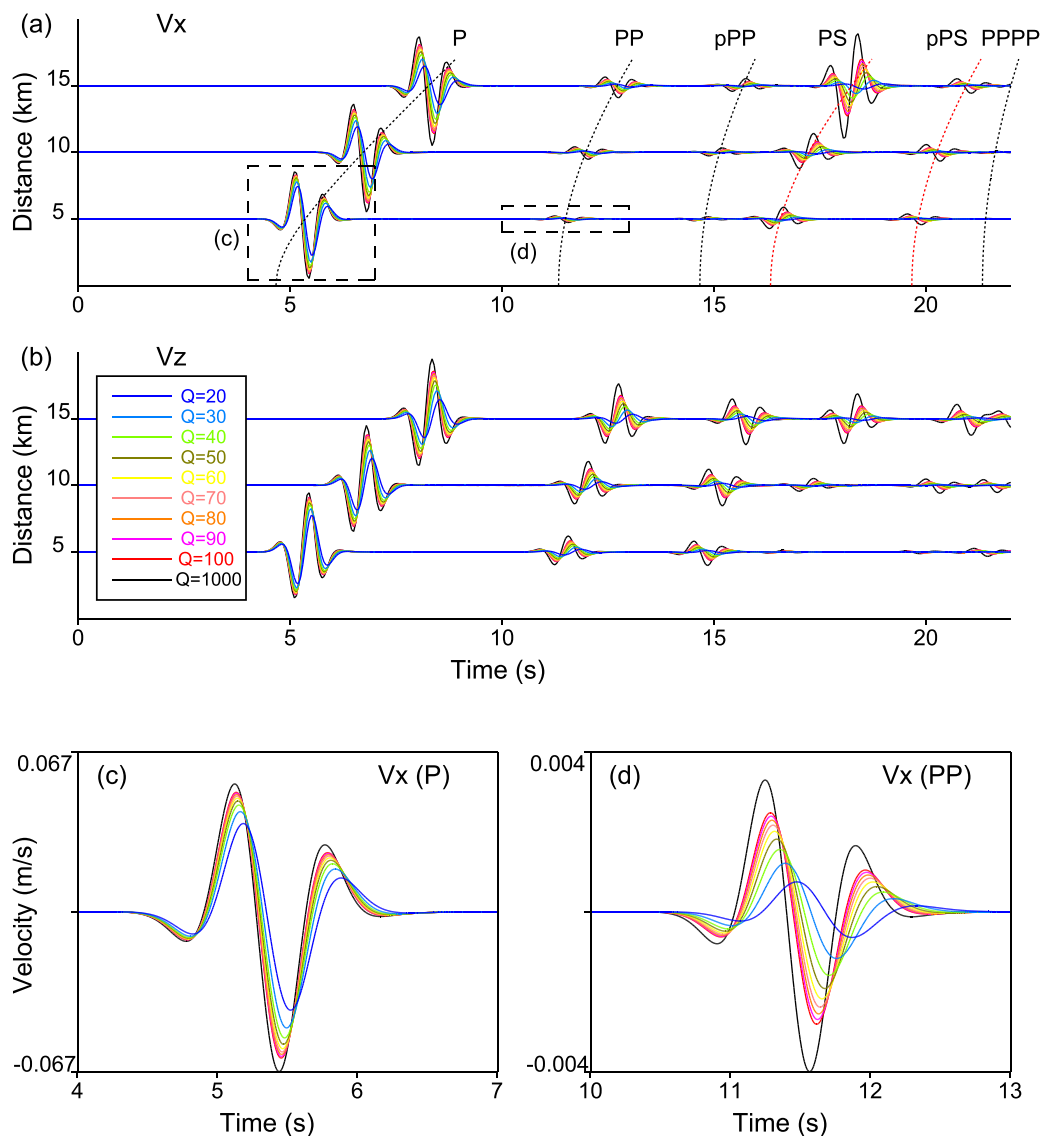 (a) Vx P PP pPP PS pPS PPPP
Distance (km)
15
10
5
(c)
(d)
0 5 10 15 20
(b) Vz
Distance (km)
15
10
5
Q=20
Q=30
Q=40
Q=50
Q=60
Q=70
Q=80
Q=90
Q=100
Q=1000
0 5 10 15 20
Time (s)
(c) Vx (P)
Velocity (m/s)
0.067
-0.067
4 5 6 7
Time (s)
(d) Vx (PP)
0.004
-0.004
10 11 12 13
Time (s)